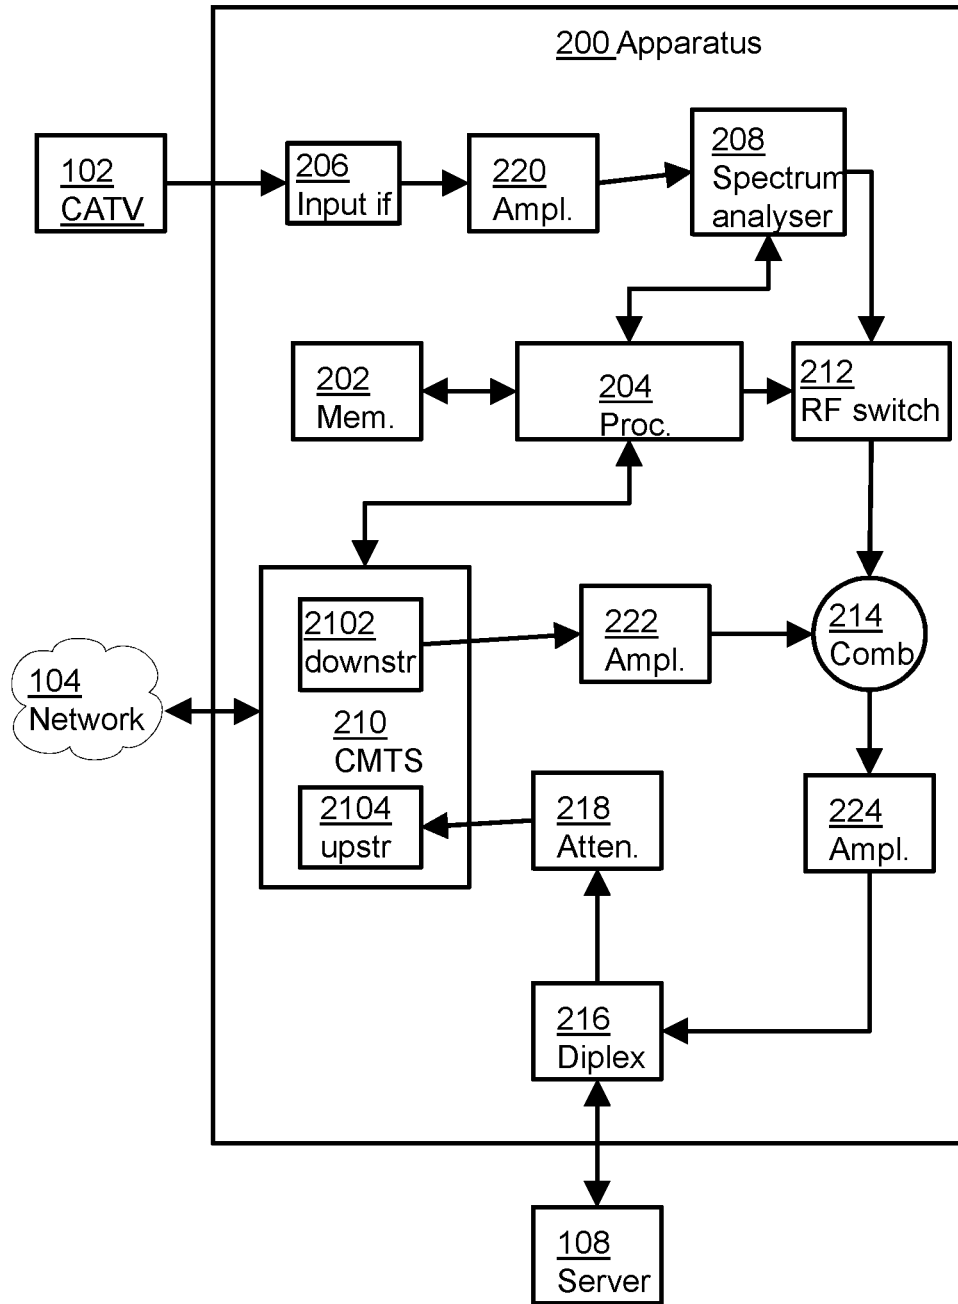 200 Apparatus
102
CATV
206
Input if
220
Ampl.
208
Spectrum
analyser
202
Mem.
204
Proc.
212
RF switch
2102
downstr
222
Ampl.
214
Comb
104
Network
210
CMTS
2104
upstr
218
Atten.
224
Ampl.
216
Diplex
108
Server